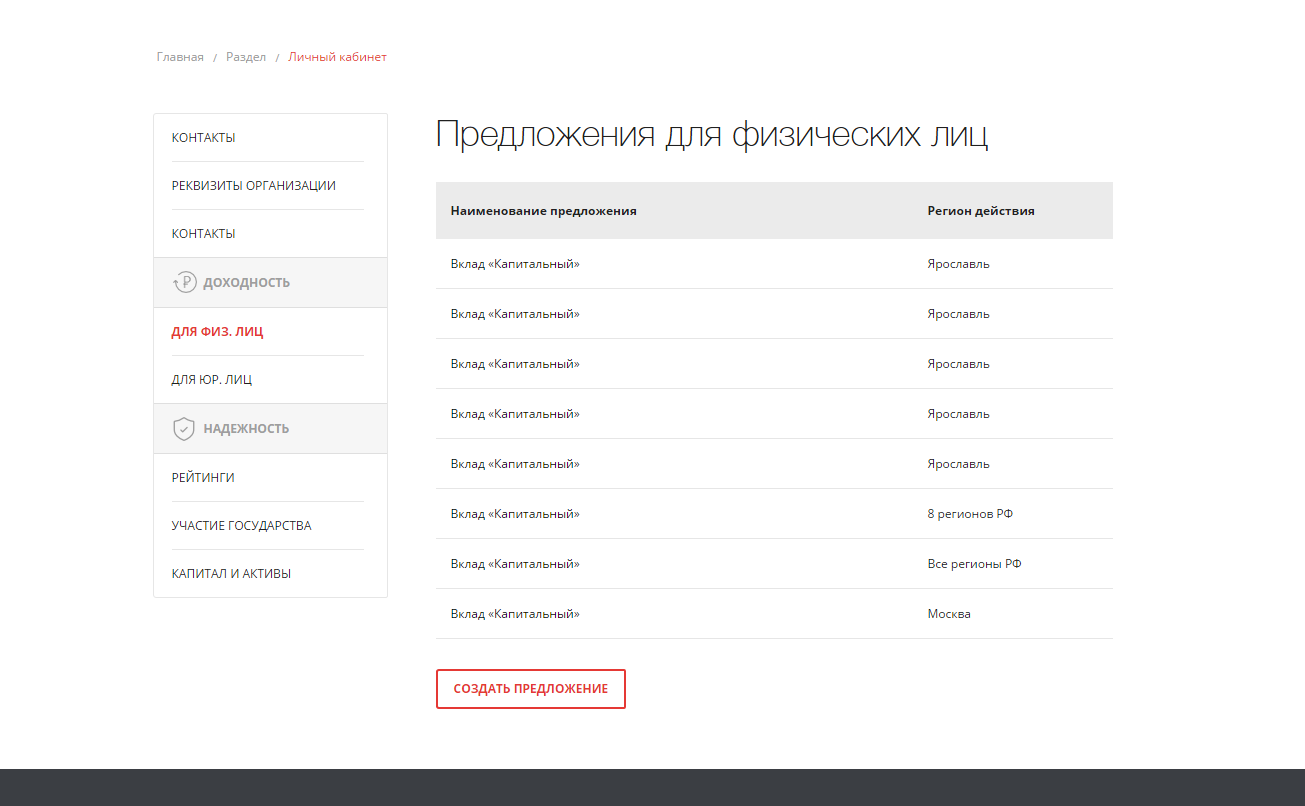 Главная / Раздел / Личный кабинет
КОНТАКТЫ
РЕКВИЗИТЫ ОРГАНИЗАЦИИ
КОНТАКТЫ
ДОХОДНОСТЬ
ДЛЯ ФИЗ. ЛИЦ
ДЛЯ ЮР. ЛИЦ
НАДЕЖНОСТЬ
РЕЙТИНГИ
УЧАСТИЕ ГОСУДАРСТВА
КАПИТАЛ И АКТИВЫ
Предложения для физических лиц
Наименование предложения Регион действия
Вклад «Капитальный» Ярославль
Вклад «Капитальный» Ярославль
Вклад «Капитальный» Ярославль
Вклад «Капитальный» Ярославль
Вклад «Капитальный» Ярославль
Вклад «Капитальный» 8 регионов РФ
Вклад «Капитальный» Все регионы РФ
Вклад «Капитальный» Москва
СОЗДАТЬ ПРЕДЛОЖЕНИЕ